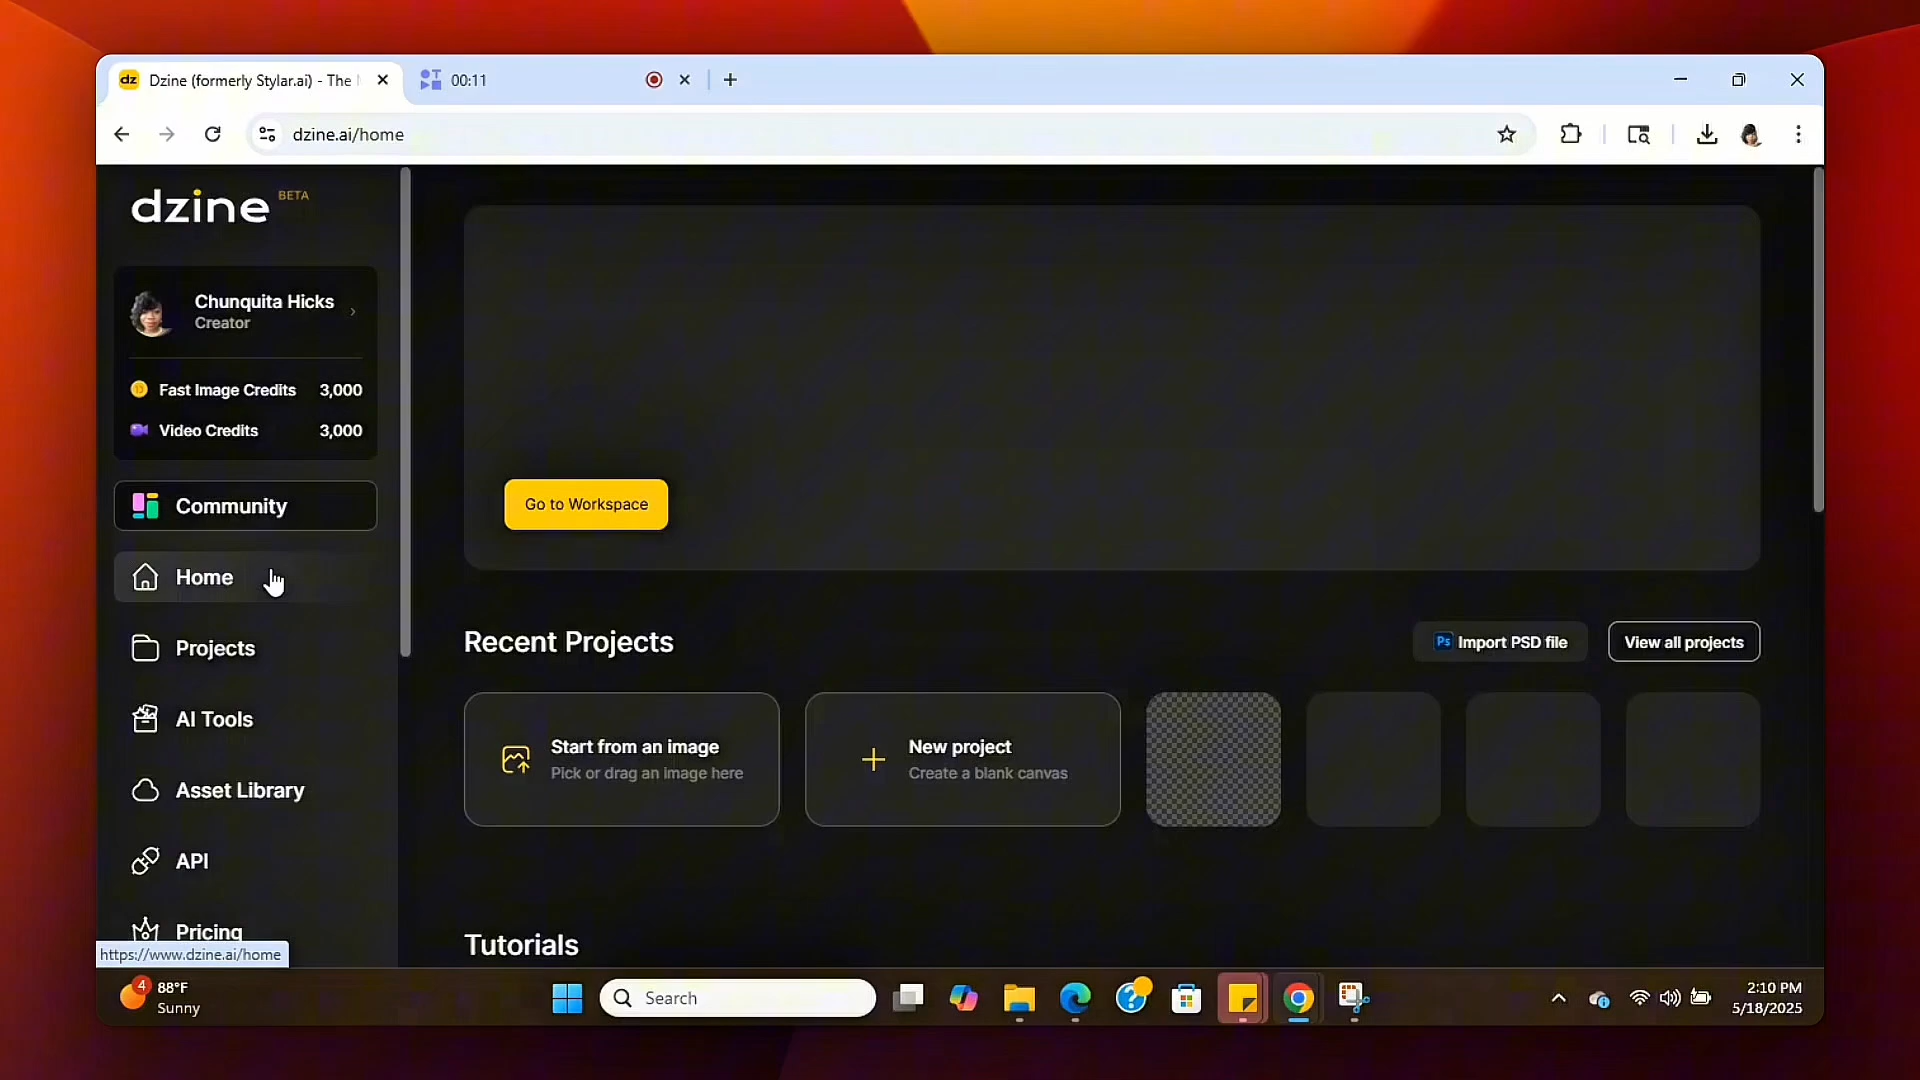 Dzine (formerly Stylar.ai) - The
00:11
dzine.ai/home
dzine BETA
Chunquita Hicks
Creator
Fast Image Credits 3,000
Video Credits 3,000
Community
Home
Projects
AI Tools
Asset Library
API
Pricing
https://www.dzine.ai/home
Go to Workspace
Recent Projects
Ps Import PSD file
View all projects
Start from an image
Pick or drag an image here
New project
Create a blank canvas
Tutorials
4
88°F
Sunny
Search
2:10 PM
5/18/2025